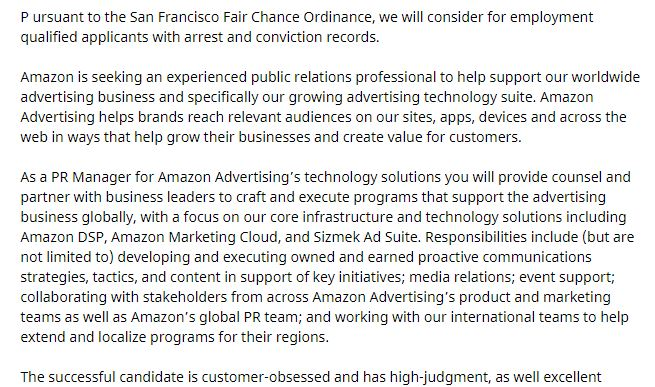 P ursuant to the San Francisco Fair Chance Ordinance, we will consider for employment
qualified applicants with arrest and conviction records.
Amazon is seeking an experienced public relations professional to help support our worldwide
advertising business and specifically our growing advertising technology suite. Amazon
Advertising helps brands reach relevant audiences on our sites, apps, devices and across the
web in ways that help grow their businesses and create value for customers.
As a PR Manager for Amazon Advertising's technology solutions you will provide counsel and
partner with business leaders to craft and execute programs that support the advertising
business globally, with a focus on our core infrastructure and technology solutions including
Amazon DSP, Amazon Marketing Cloud, and Sizmek Ad Suite. Responsibilities include (but are
not limited to) developing and executing owned and earned proactive communications
strategies, tactics, and content in support of key initiatives; media relations; event support;
collaborating with stakeholders from across Amazon Advertising's product and marketing
teams as well as Amazon's global PR team; and working with our international teams to help
extend and localize programs for their regions.
The successful candidate is customer-obsessed and has high-judgment, as well excellent